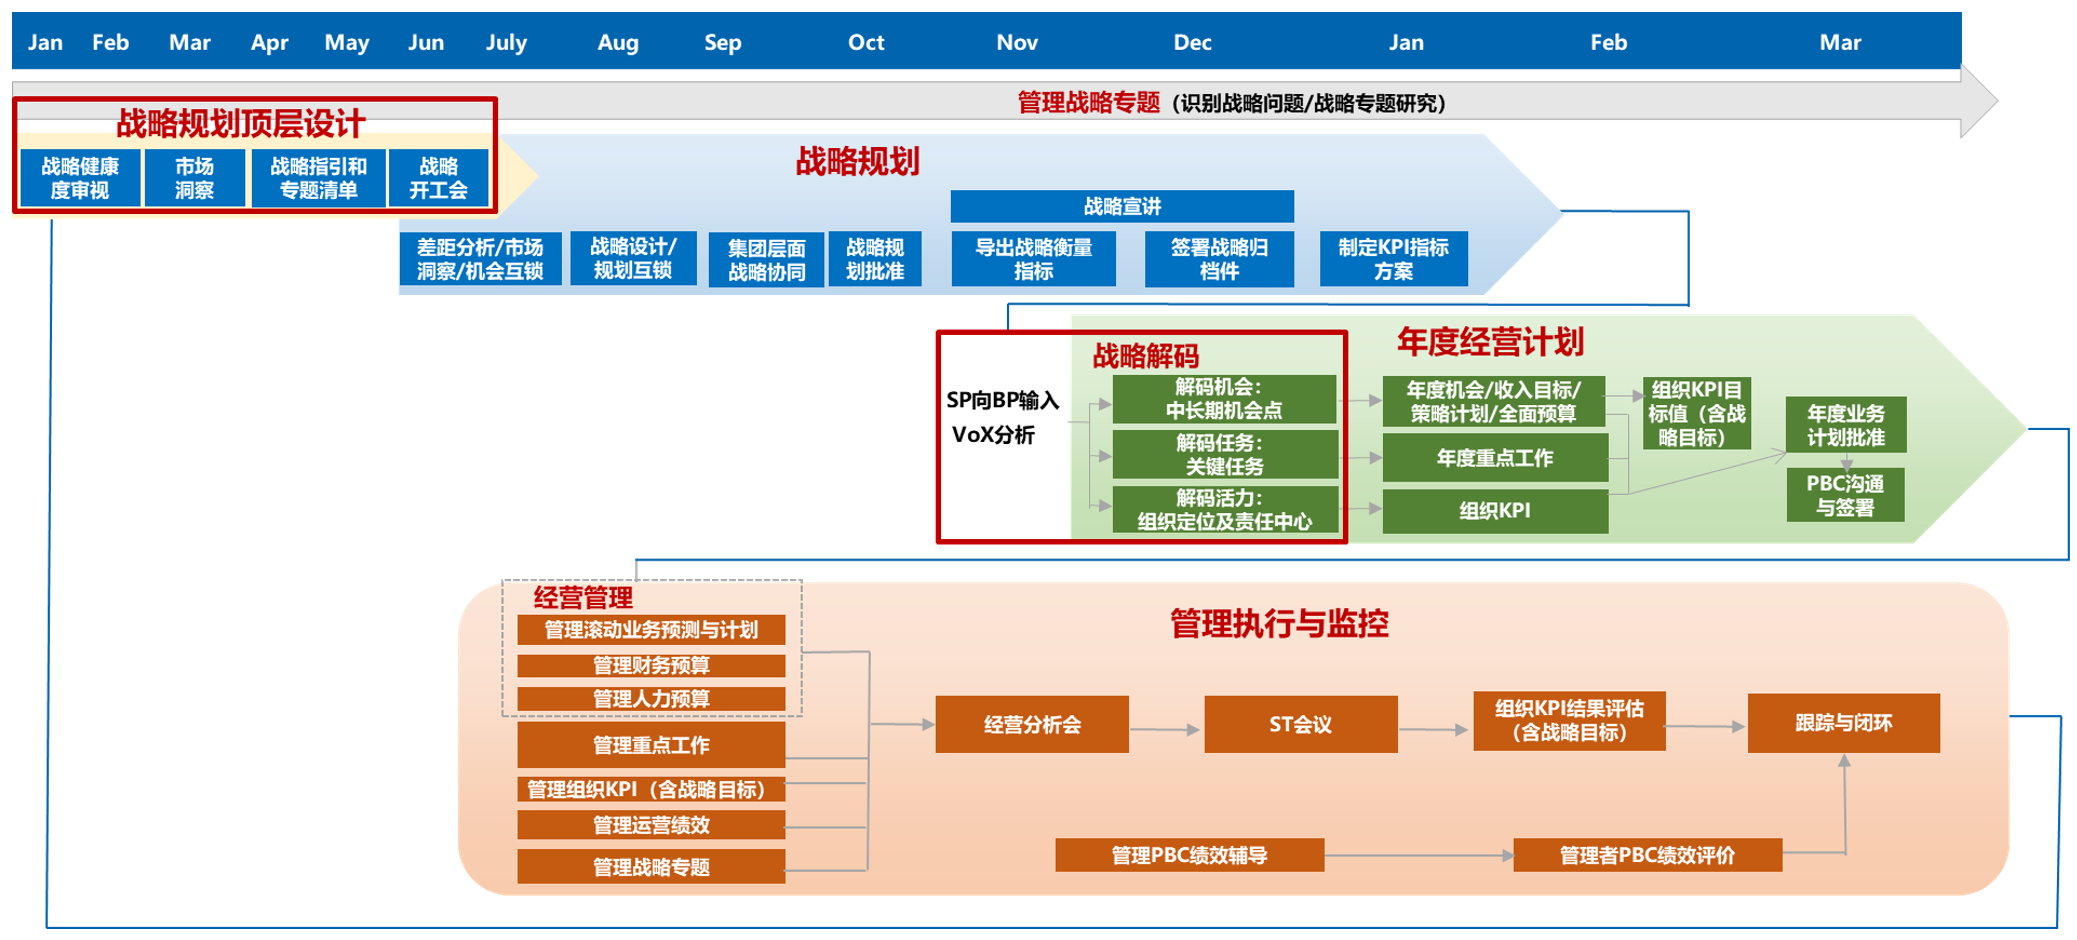 Jan Feb Mar Apr May Jun July Aug Sep Oct Nov Dec Jan Feb Mar
管理战略专题（识别战略问题/战略专题研究）
战略规划顶层设计
战略健康
度审视
市场
洞察
战略指引和
专题清单
战略
开工会
战略规划
战略宣讲
差距分析/市场
洞察/机会互锁
战略设计/
规划互锁
集团层面
战略协同
战略规
划批准
导出战略衡量
指标
签署战略归
档件
制定KPI指标
方案
年度经营计划
战略解码
SP向BP输入
VoX分析
解码机会：
中长期机会点
解码任务：
关键任务
解码活力：
组织定位及责任中心
年度机会/收入目标/
策略计划/全面预算
年度重点工作
组织KPI
组织KPI目
标值（含战
略目标）
年度业务
计划批准
PBC沟通
与签署
管理执行与监控
经营管理
管理滚动业务预测与计划
管理财务预算
管理人力预算
管理重点工作
管理组织KPI（含战略目标）
管理运营绩效
管理战略专题
经营分析会
ST会议
组织KPI结果评估
（含战略目标）
跟踪与闭环
管理PBC绩效辅导
管理者PBC绩效评价